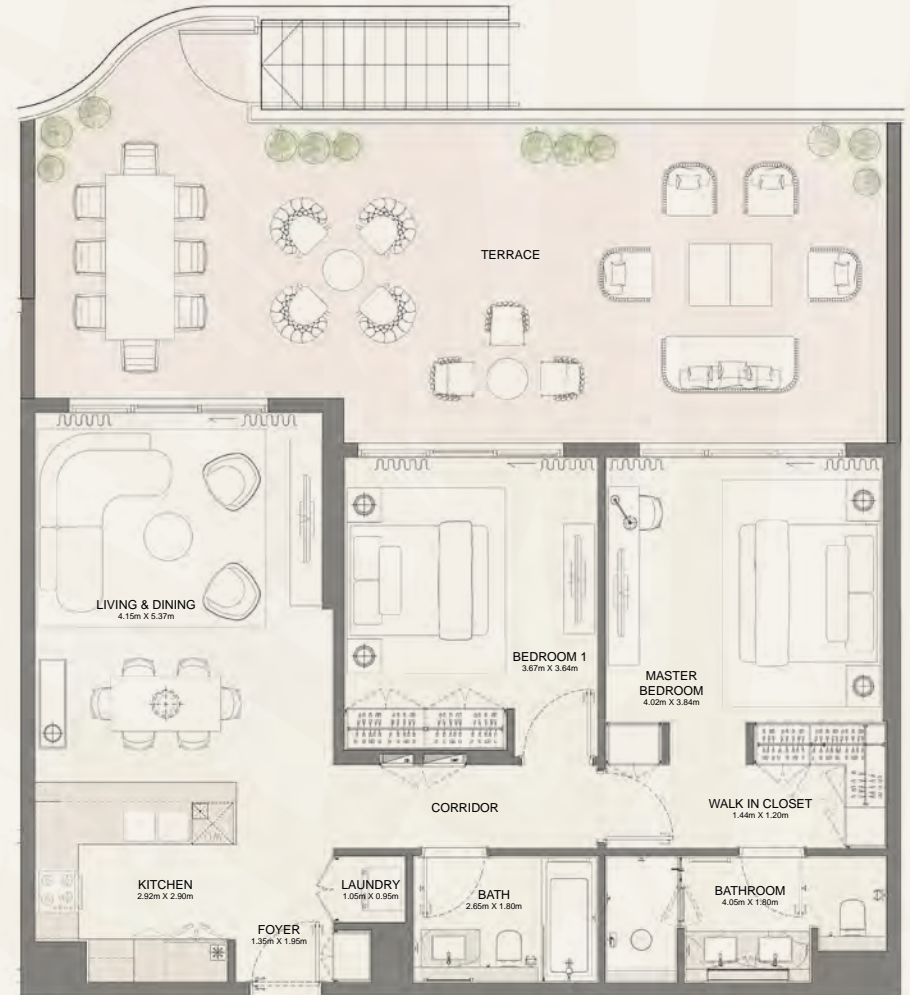 TERRACE
LIVING & DINING
4.15m X 5.37m
BEDROOM 1
3.67m X 3.64m
MASTER
BEDROOM
4.02m X 3.84m
CORRIDOR
WALK IN CLOSET
1.44m X 1.20m
KITCHEN
2.92m X 2.90m
LAUNDRY
1.05m X 0.95m
BATH
2.65m X 1.80m
BATHROOM
4.05m X 1.80m
FOYER
1.35m X 1.95m